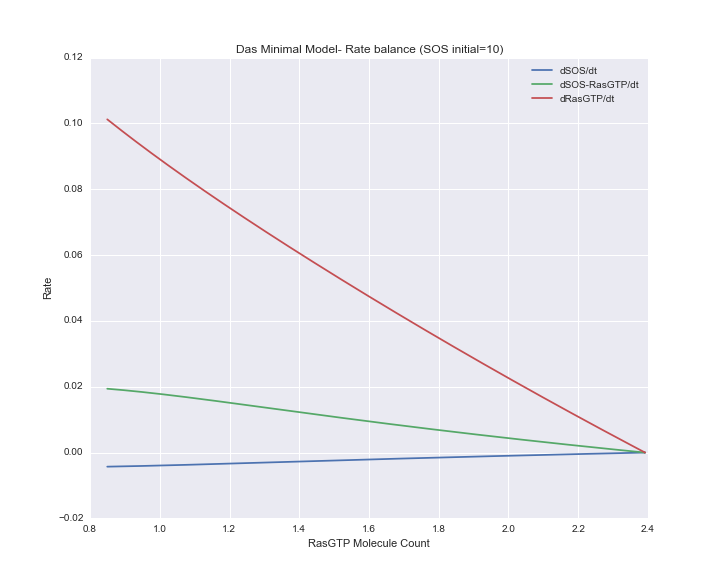 Das Minimal Model- Rate balance (SOS initial=10)
0.12
0.10
0.08
0.06
0.04
0.02
0.00
−0.02
Rate
dSOS/dt
dSOS-RasGTP/dt
dRasGTP/dt
0.8 1.0 1.2 1.4 1.6 1.8 2.0 2.2 2.4
RasGTP Molecule Count